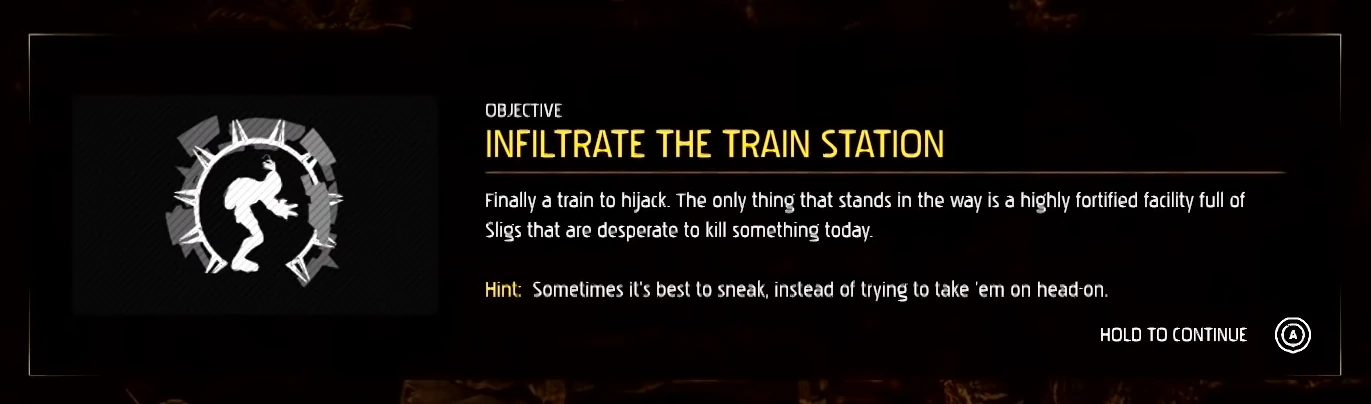 OBJECTIVE
INFILTRATE THE TRAIN STATION
Finally a train to hijack. The only thing that stands in the way is a highly fortified facility full of
Sligs that are desperate to kill something today.
Hint: Sometimes it's best to sneak, instead of trying to take 'em on head-on.
HOLD TO CONTINUE A